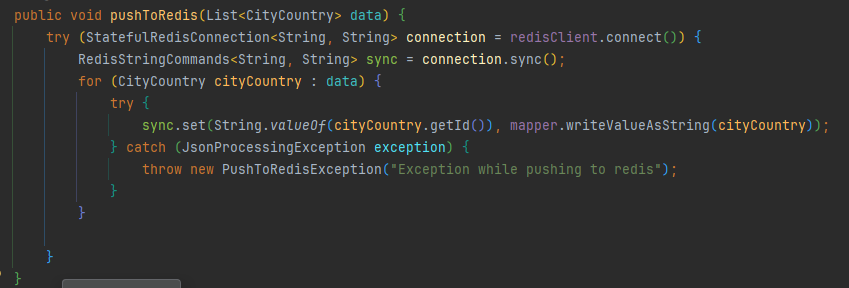 public void pushToRedis(List<CityCountry> data) {
    try (StatefulRedisConnection<String, String> connection = redisClient.connect()) {
        RedisStringCommands<String, String> sync = connection.sync();
        for (CityCountry cityCountry : data) {
            try {
                sync.set(String.valueOf(cityCountry.getId()), mapper.writeValueAsString(cityCountry));
            } catch (JsonProcessingException exception) {
                throw new PushToRedisException("Exception while pushing to redis");
            }
        }
    }
}